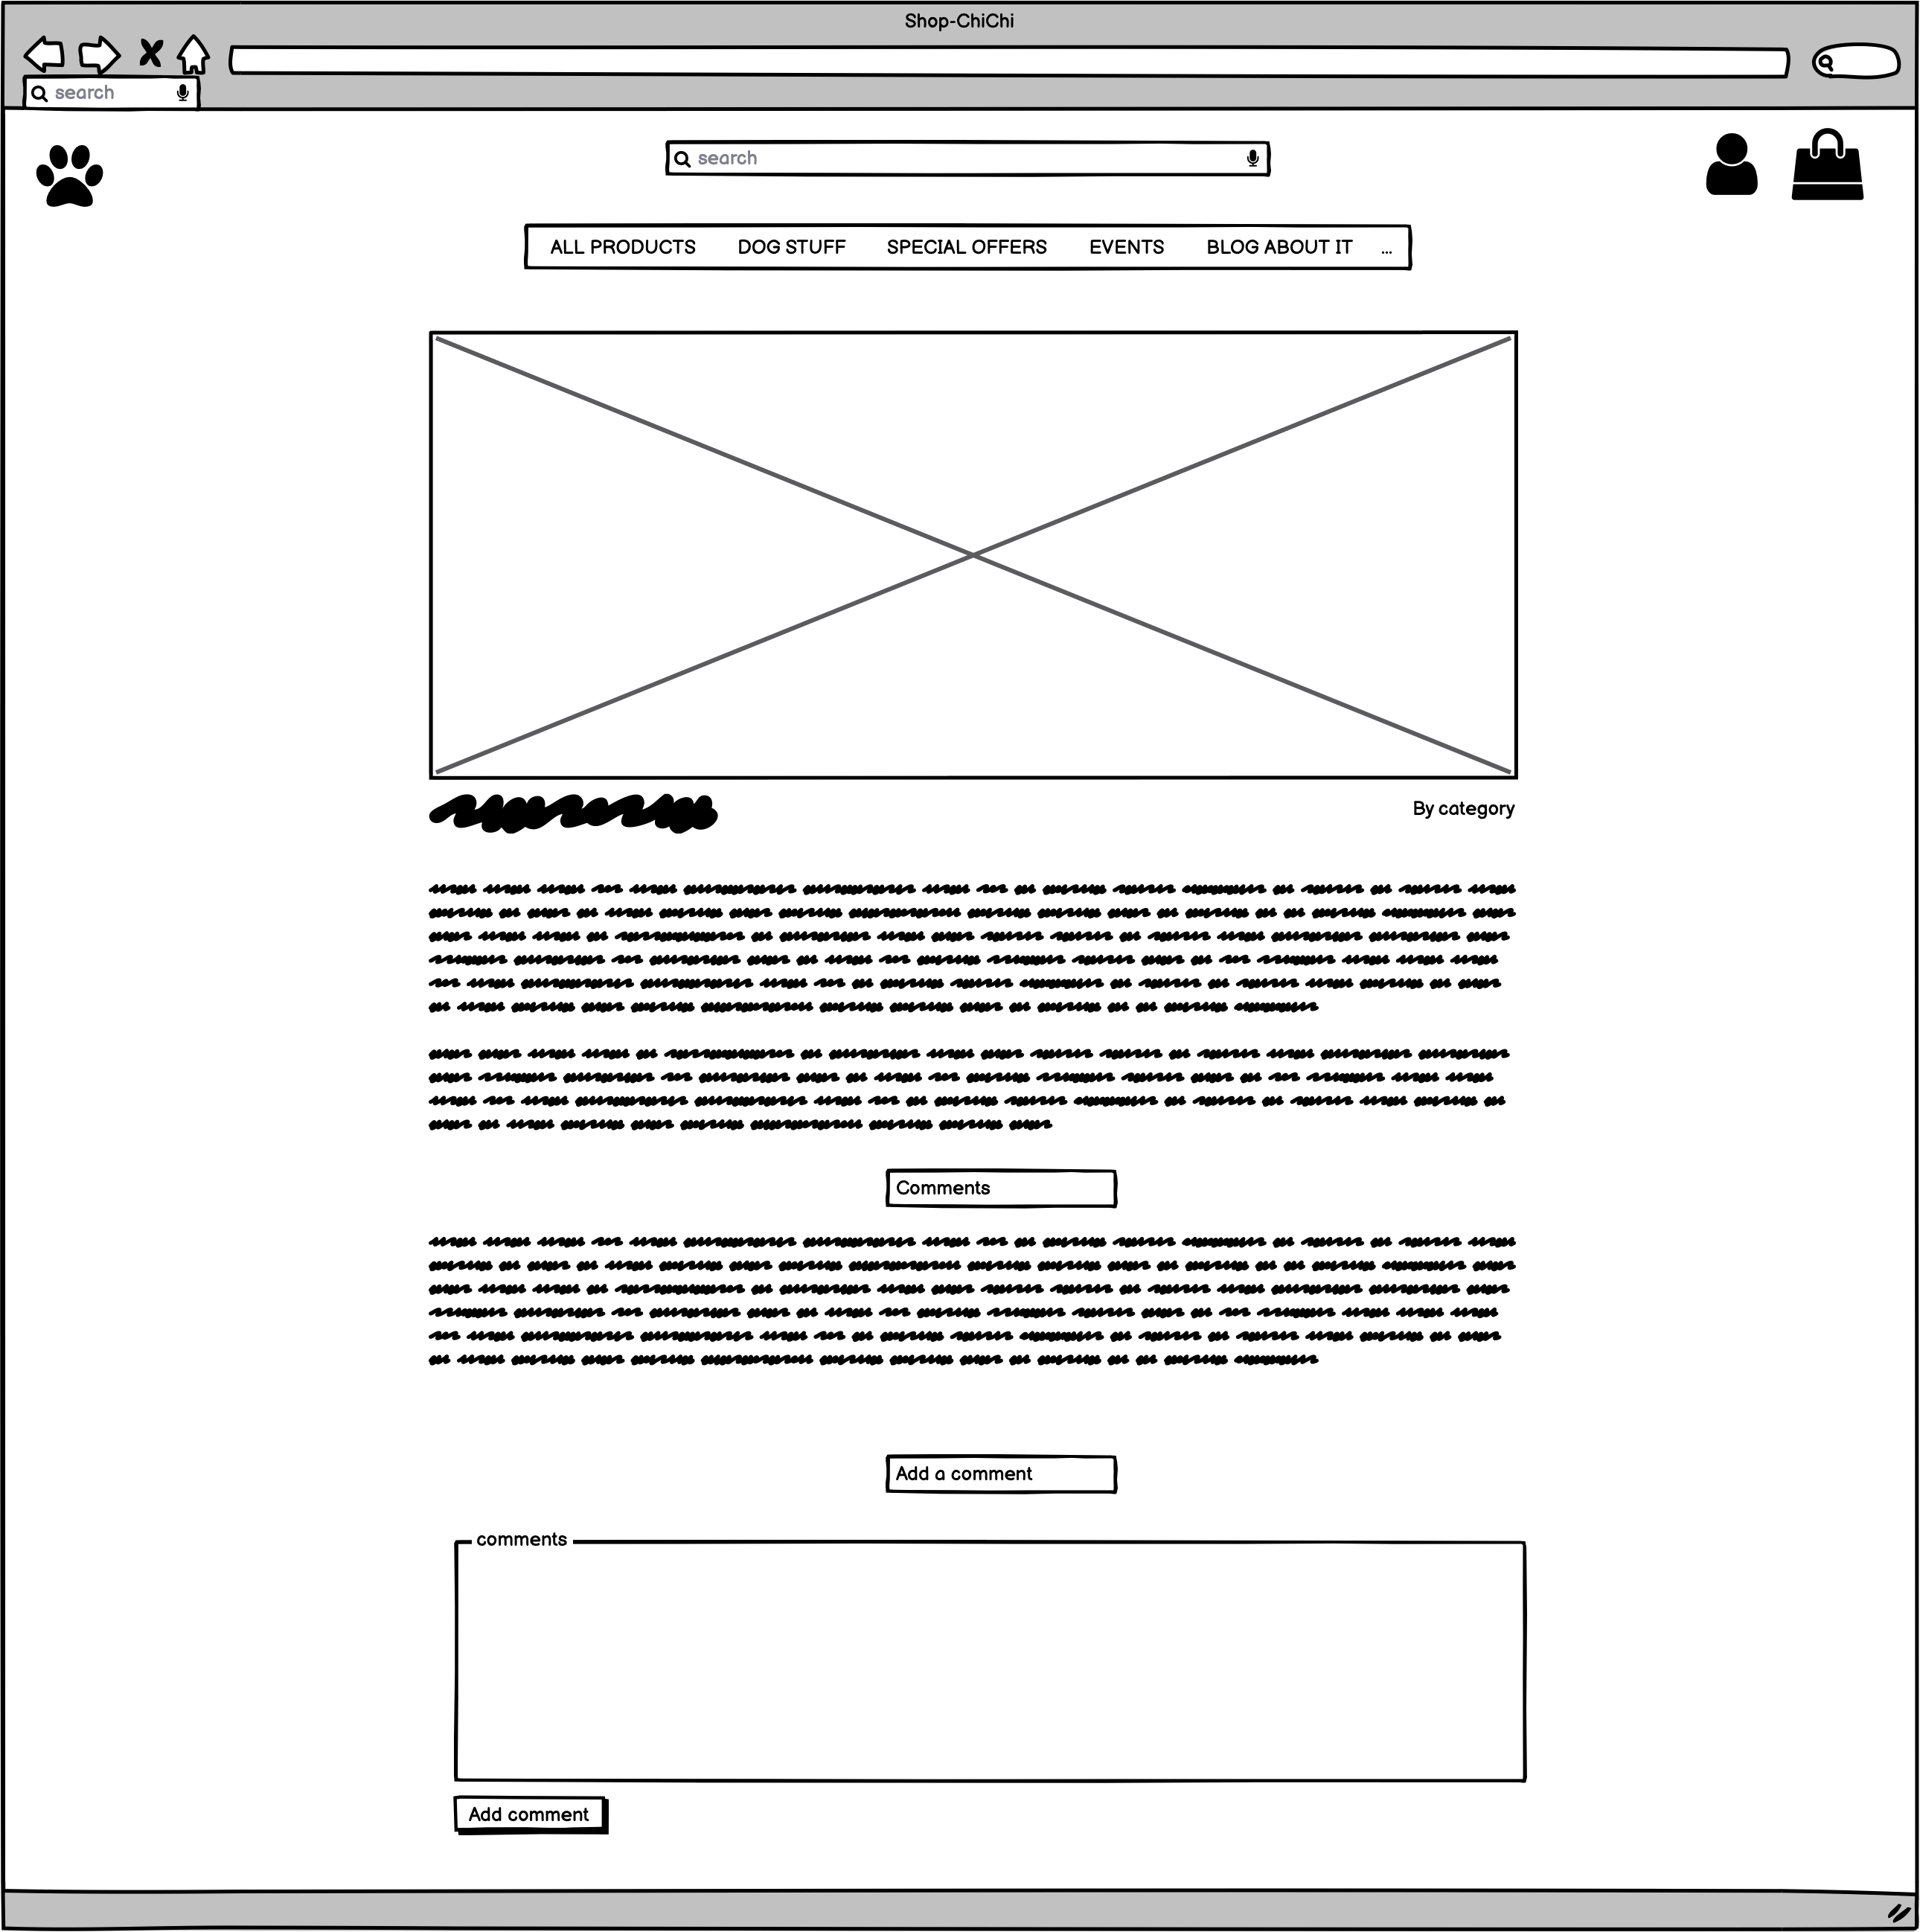 Shop-ChiChi
search
search
ALL PRODUCTS DOG STUFF SPECIAL OFFERS EVENTS BLOG ABOUT IT ...
By category
Comments
Add a comment
comments
Add comment